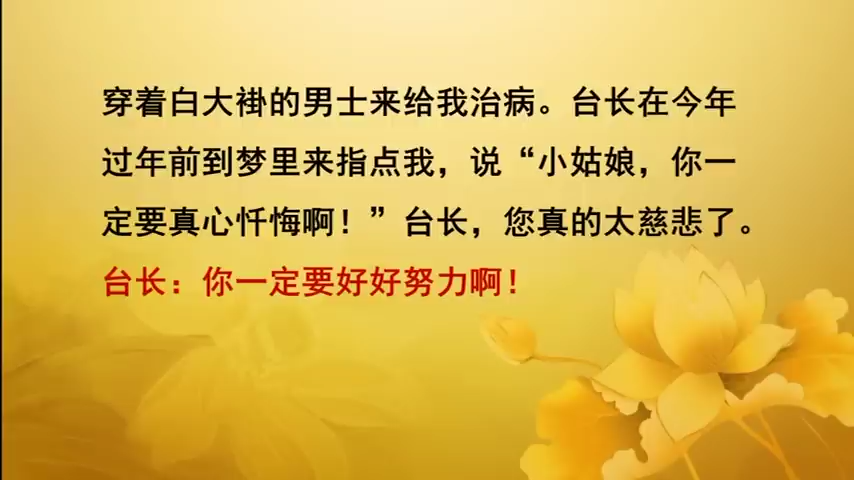 穿着白大褂的男士来给我治病。台长在今年
过年前到梦里来指点我，说“小姑娘，你一
定要真心忏悔啊！”台长，您真的太慈悲了。
台长：你一定要好好努力啊！